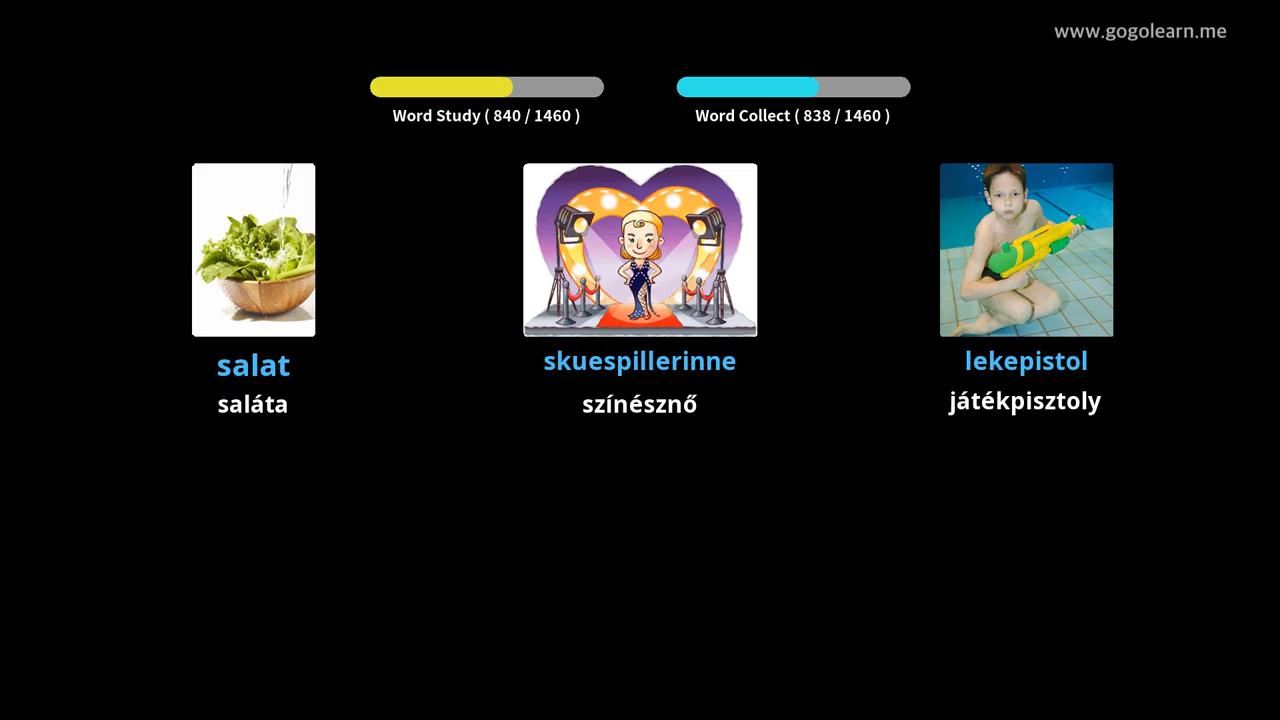 www.gogolearn.me
Word Study ( 840 / 1460 )
Word Collect ( 838 / 1460 )
salat
skuespillerinne
lekepistol
saláta
színésznő
játékpisztoly